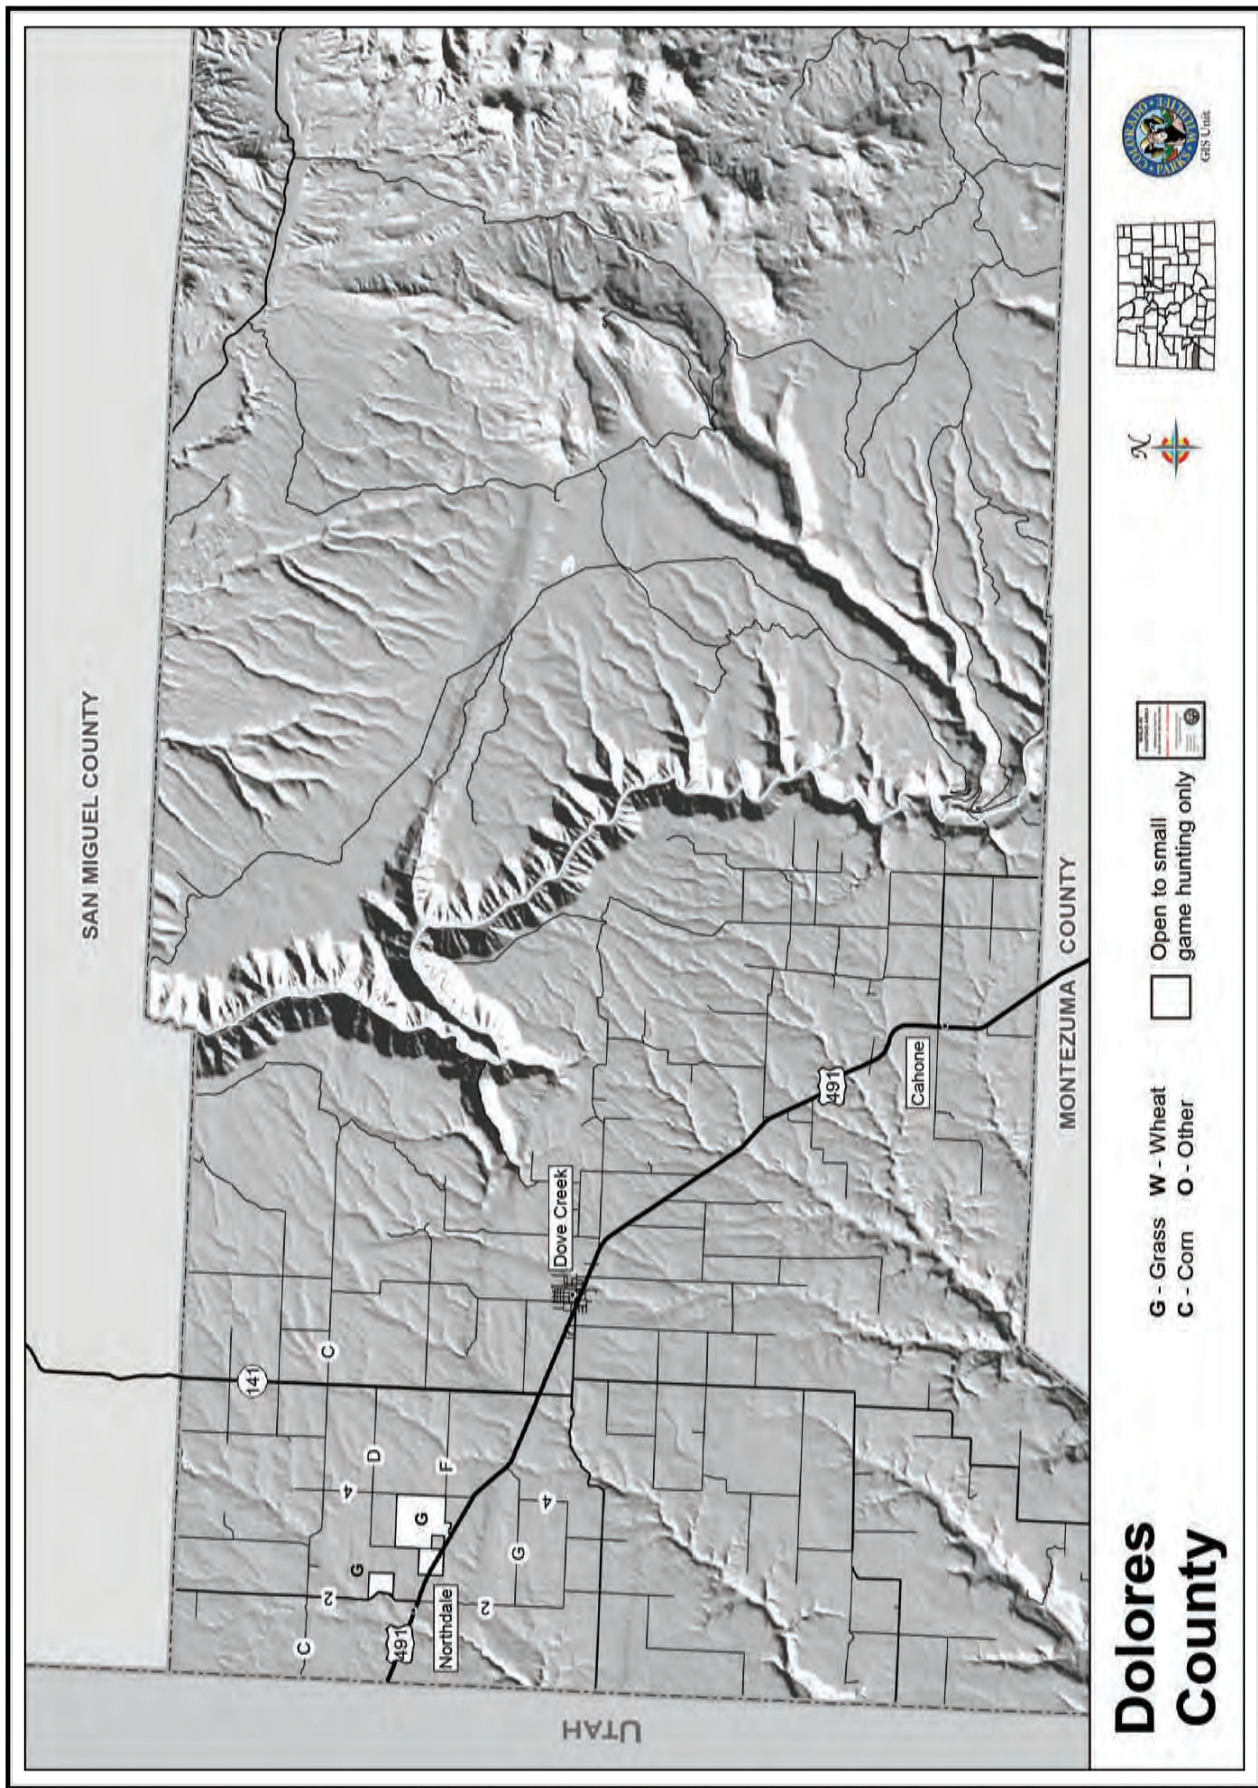 SAN MIGUEL COUNTY
UTAH
MONTEZUMA COUNTY
141
C
C
D
F
4
4
G
G
G
2
2
491
Northdale
Dove Creek
491
Cahone
Dolores
County
G - Grass W - Wheat
C - Corn O - Other
Open to small
game hunting only
N
COLORADO
PARKS • WILDLIFE
GIS Unit